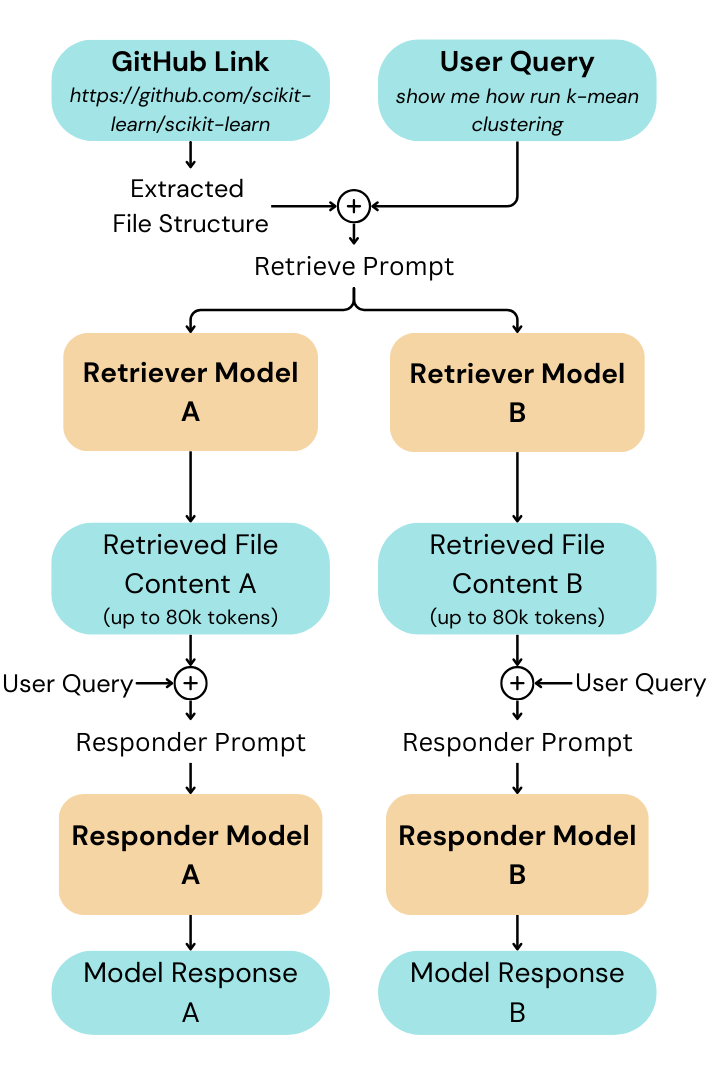 GitHub Link
https://github.com/scikit-
learn/scikit-learn
User Query
show me how run k-mean
clustering
Extracted
File Structure
Retrieve Prompt
Retriever Model
A
Retriever Model
B
Retrieved File
Content A
(up to 80k tokens)
Retrieved File
Content B
(up to 80k tokens)
User Query
User Query
Responder Prompt
Responder Prompt
Responder Model
A
Responder Model
B
Model Response
A
Model Response
B